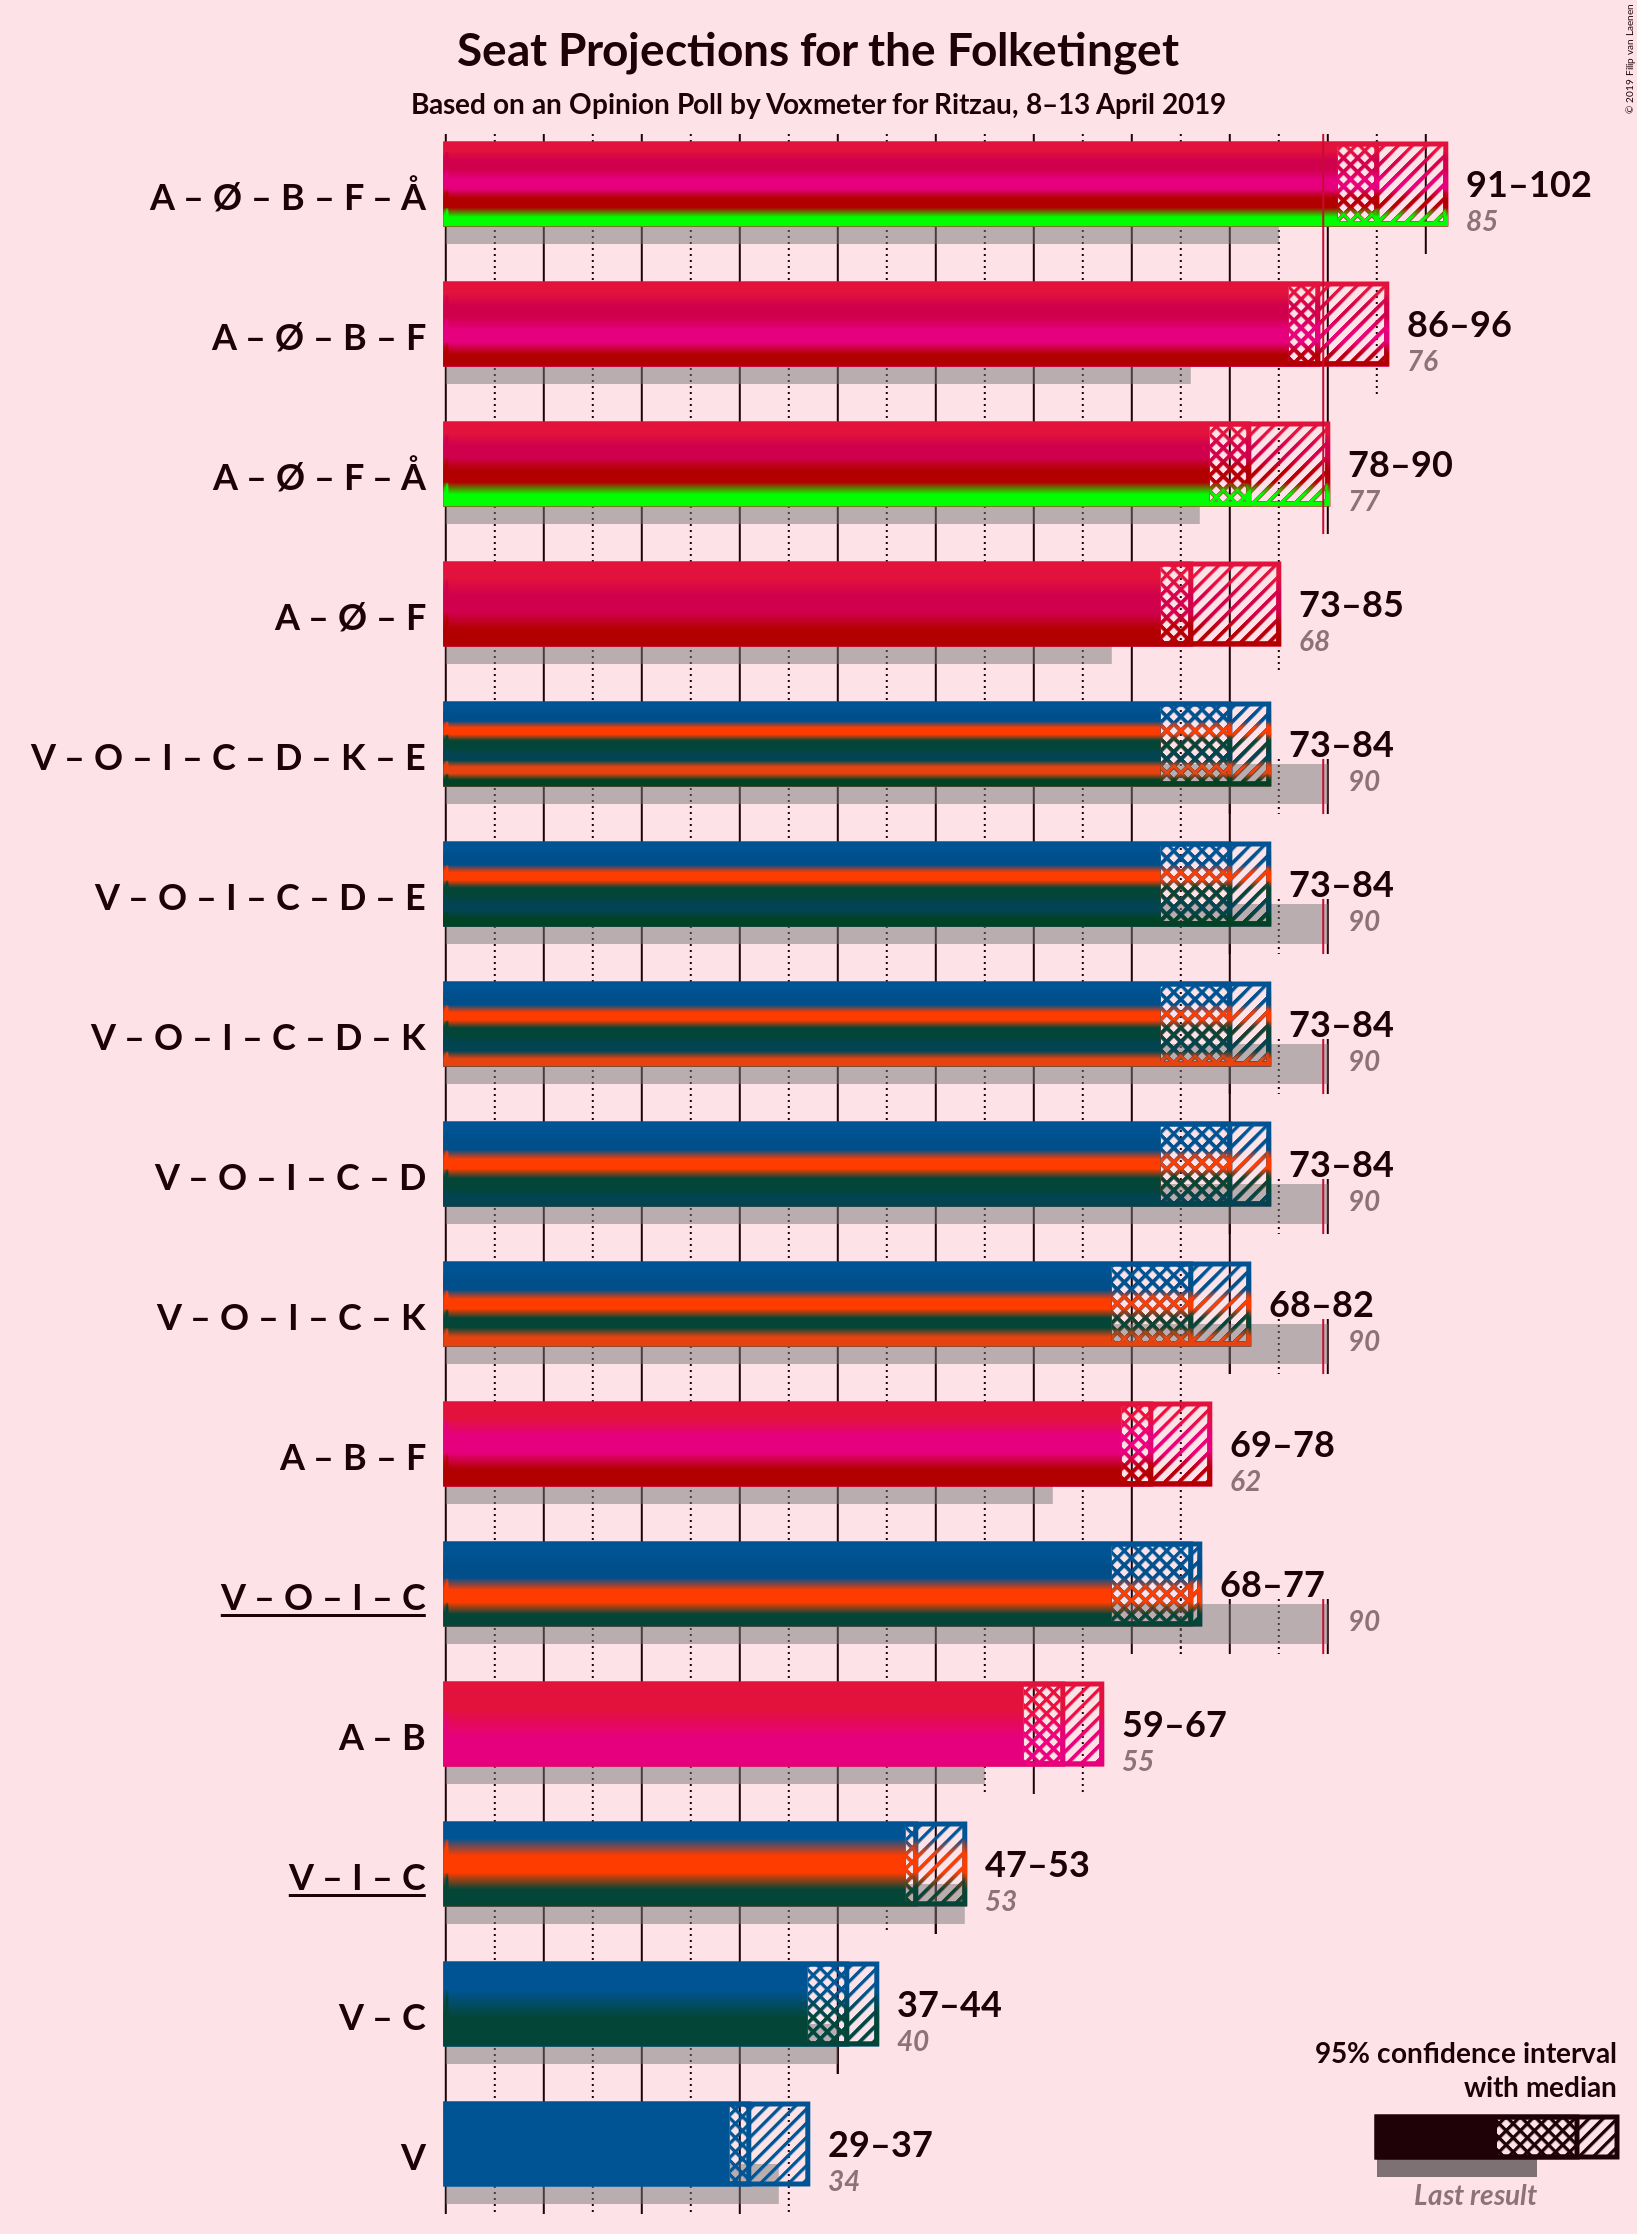 © 2019 Filip van Laenen
Seat Projections for the Folketinget
Based on an Opinion Poll by Voxmeter for Ritzau, 8–13 April 2019
A – Ø – B – F – Å
91–102
85
A – Ø – B – F
86–96
76
A – Ø – F – Å
78–90
77
A – Ø – F
73–85
68
V – O – I – C – D – K – E
73–84
90
V – O – I – C – D – E
73–84
90
V – O – I – C – D – K
73–84
90
V – O – I – C – D
73–84
90
V – O – I – C – K
68–82
90
A – B – F
69–78
62
V – O – I – C
68–77
90
A – B
59–67
55
V – I – C
47–53
53
V – C
37–44
40
V
29–37
34
95% confidence interval
with median
Last result